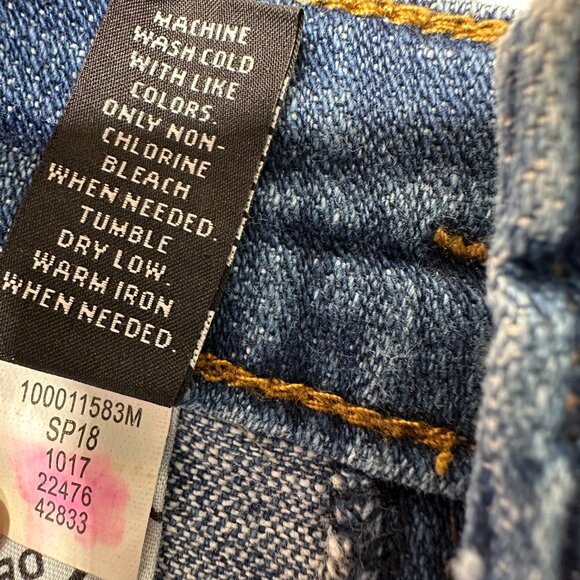 MACHINE
WASH COLD
WITH LIKE
COLORS.
ONLY NON-
CHLORINE
BLEACH
WHEN NEEDED.
TUMBLE
DRY LOW.
WARM IRON
WHEN NEEDED.
100011583M
SP18
1017
22476
42833